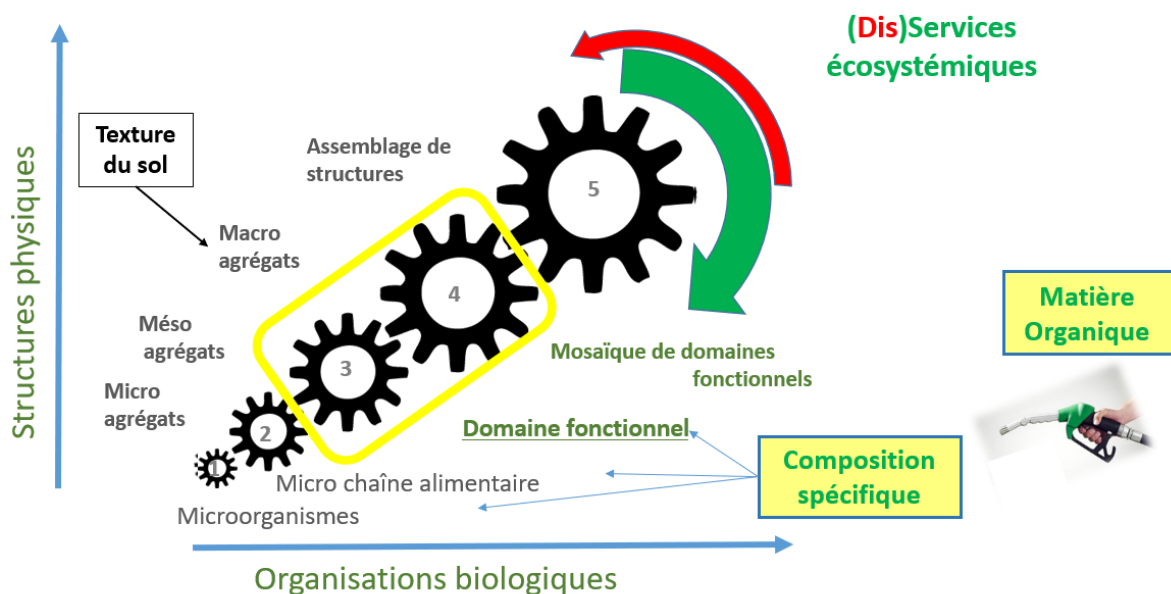 (Dis)Services
écosystémiques
Structures physiques
Texture
du sol
Assemblage de
structures
5
Macro
agrégats
4
Matière
Organique
Méso
agrégats
3
Mosaïque de domaines
fonctionnels
Micro
agrégats
2
Domaine fonctionnel
1
Micro chaîne alimentaire
Composition
spécifique
Microorganismes
Organisations biologiques